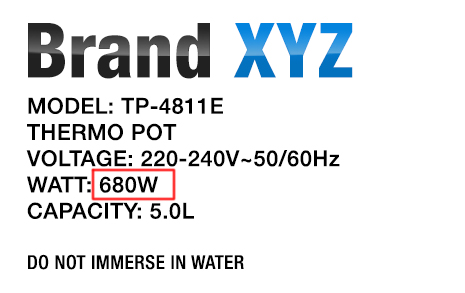 Brand XYZ
MODEL: TP-4811E
THERMO POT
VOLTAGE: 220-240V~50/60Hz
WATT: 680W
CAPACITY: 5.0L
DO NOT IMMERSE IN WATER